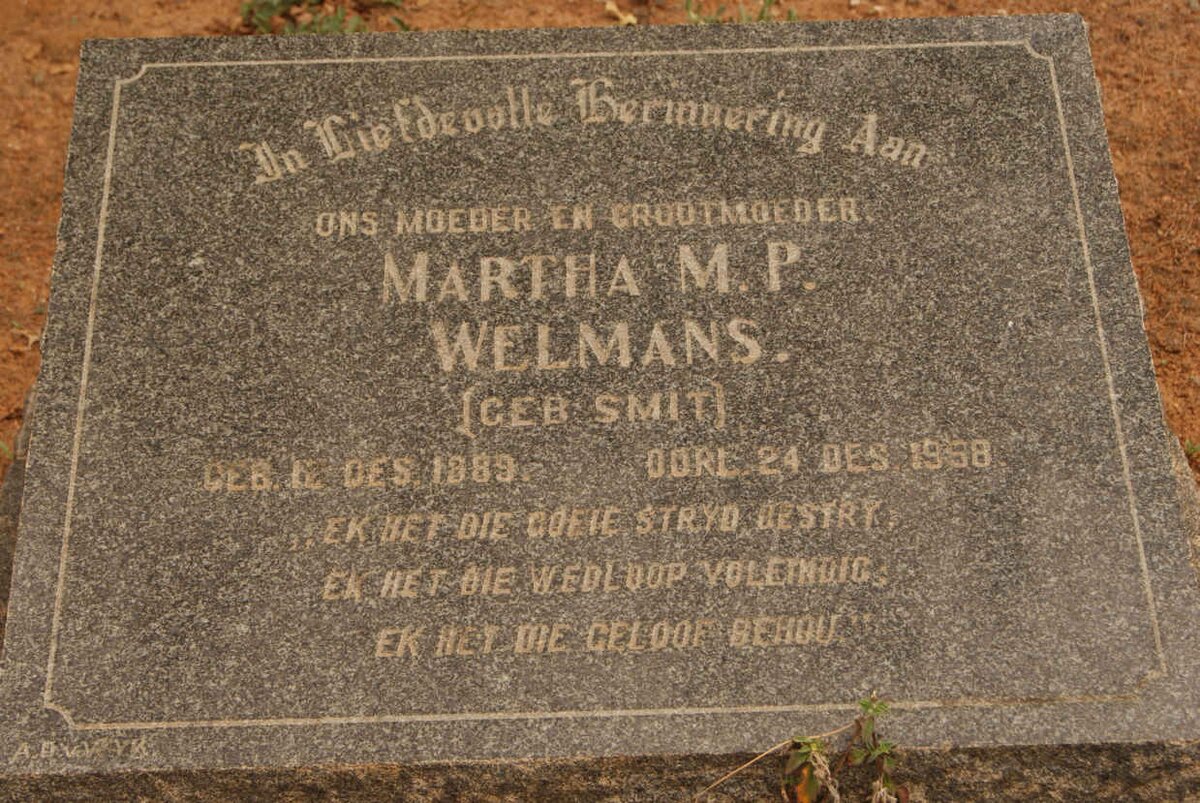 In Liefdevolle Herinnering Aan
ONS MOEDER EN GROOTMOEDER.
MARTHA M. P.
WELMANS.
(GEB SMIT)
GEB. 12 DES. 1889. OORL. 24 DES. 1958.
„EK HET DIE GOEIE STRYD GESTRY,
EK HET DIE WEDLOOP VOLEINDIG;
EK HET DIE GELOOF BEHOU."